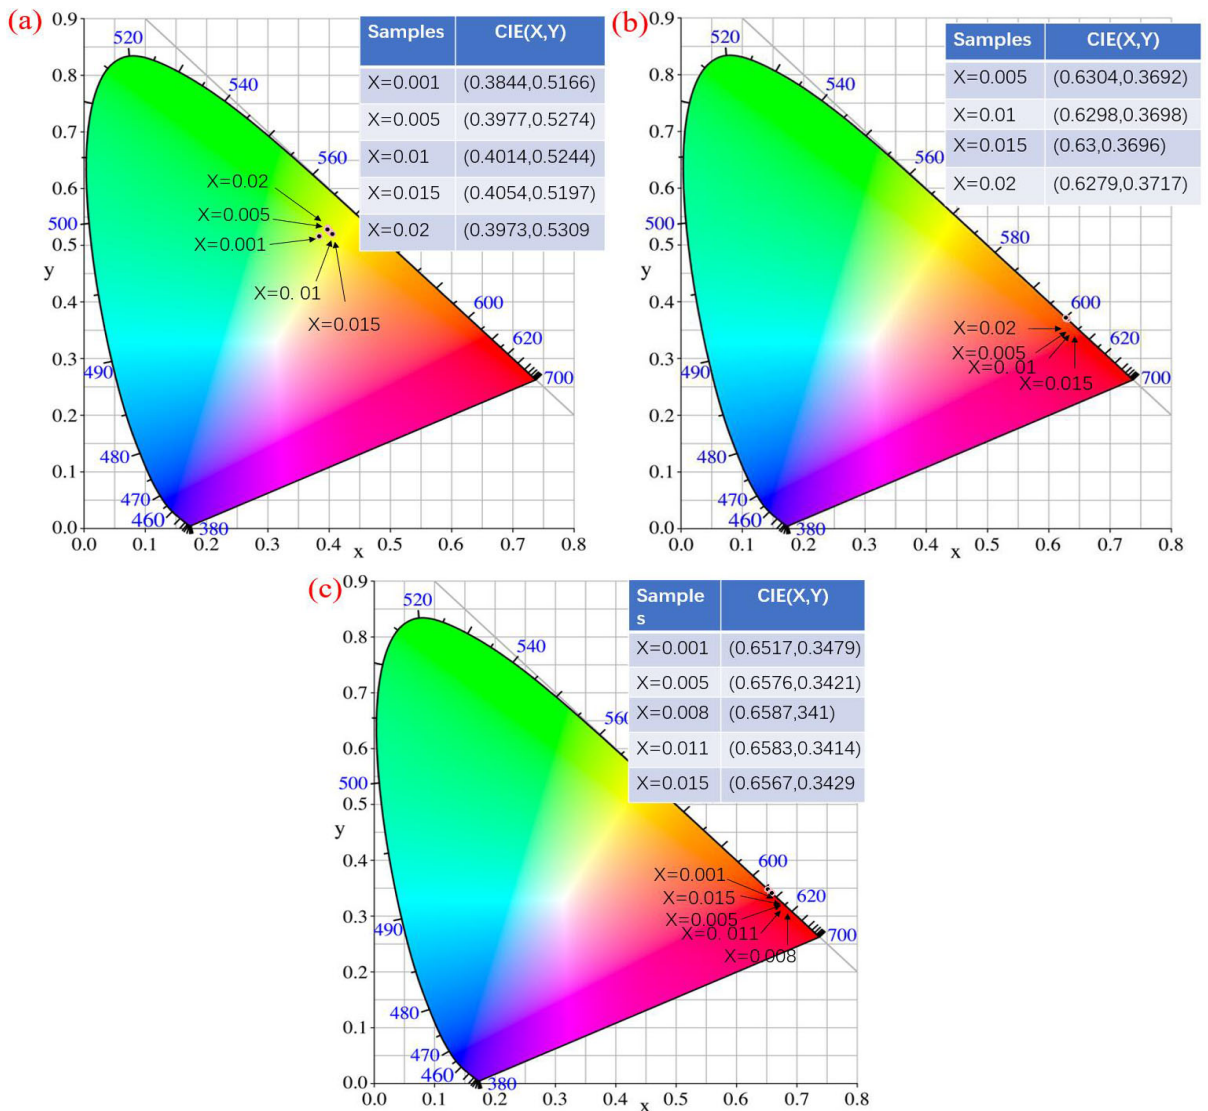 (a)
Samples CIE(X,Y)
X=0.001 (0.3844,0.5166)
X=0.005 (0.3977,0.5274)
X=0.01 (0.4014,0.5244)
X=0.015 (0.4054,0.5197)
X=0.02 (0.3973,0.5309
0.9
0.8
0.7
0.6
500
0.5
y
0.4
0.3
490
0.2
480
0.1
470
460
0.0
380
520
540
560
600
620
700
X=0.02
X=0.005
X=0.001
X=0. 01
X=0.015
0.0 0.1 0.2 0.3 0.4 0.5 0.6 0.7 0.8
x
(b)
Samples CIE(X,Y)
X=0.005 (0.6304,0.3692)
X=0.01 (0.6298,0.3698)
X=0.015 (0.63,0.3696)
X=0.02 (0.6279,0.3717)
0.9
0.8
0.7
0.6
500
0.5
y
0.4
0.3
490
0.2
480
0.1
470
460
0.0
380
520
540
560
580
600
620
700
X=0.02
X=0.005
X=0. 01
X=0.015
0.0 0.1 0.2 0.3 0.4 0.5 0.6 0.7 0.8
x
(c)
Sample
s CIE(X,Y)
X=0.001 (0.6517,0.3479)
X=0.005 (0.6576,0.3421)
X=0.008 (0.6587,341)
X=0.011 (0.6583,0.3414)
X=0.015 (0.6567,0.3429
0.9
0.8
0.7
0.6
500
0.5
y
0.4
0.3
490
0.2
480
0.1
470
460
0.0
380
520
540
560
600
620
700
X=0.001
X=0.015
X=0.005
X=0. 011
X=0.008
0.0 0.1 0.2 0.3 0.4 0.5 0.6 0.7 0.8
x